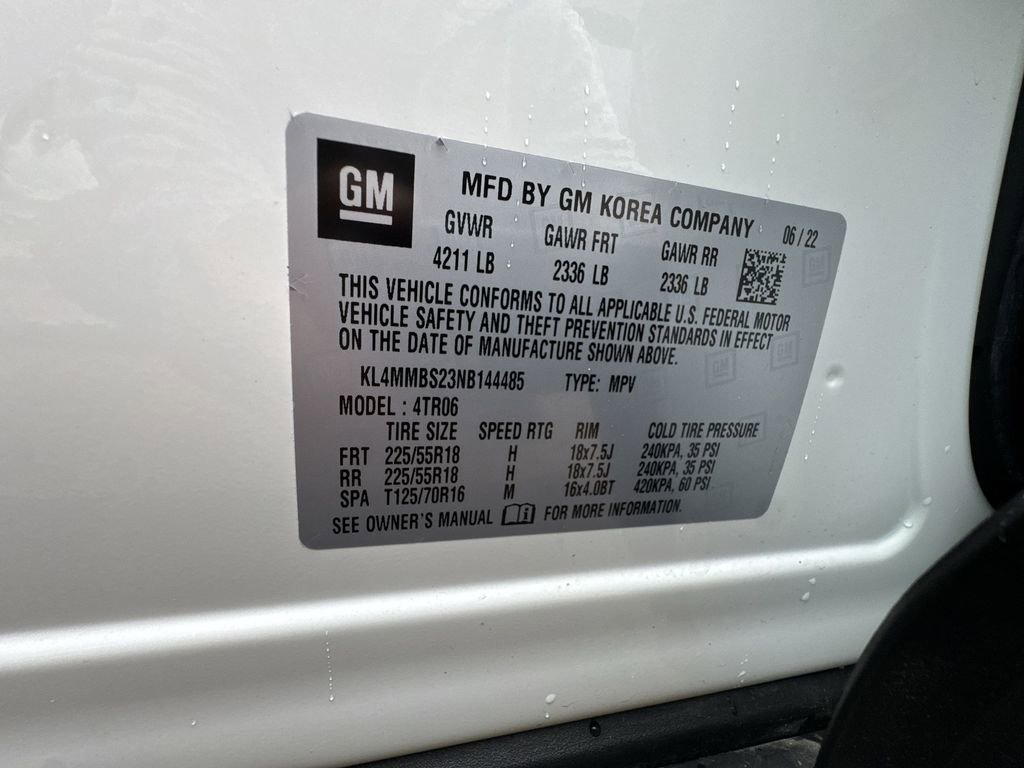 GM
MFD BY GM KOREA COMPANY 06/22
GVWR GAWR FRT GAWR RR
4211 LB 2336 LB 2336 LB
THIS VEHICLE CONFORMS TO ALL APPLICABLE U.S. FEDERAL MOTOR
VEHICLE SAFETY AND THEFT PREVENTION STANDARDS IN EFFECT
ON THE DATE OF MANUFACTURE SHOWN ABOVE.
KL4MMBS23NB144485 TYPE: MPV
MODEL : 4TR06
TIRE SIZE SPEED RTG RIM COLD TIRE PRESSURE
FRT 225/55R18 H 18x7.5J 240KPA, 35 PSI
RR 225/55R18 H 18x7.5J 240KPA, 35 PSI
SPA T125/70R16 M 16x4.0BT 420KPA, 60 PSI
SEE OWNER'S MANUAL FOR MORE INFORMATION.